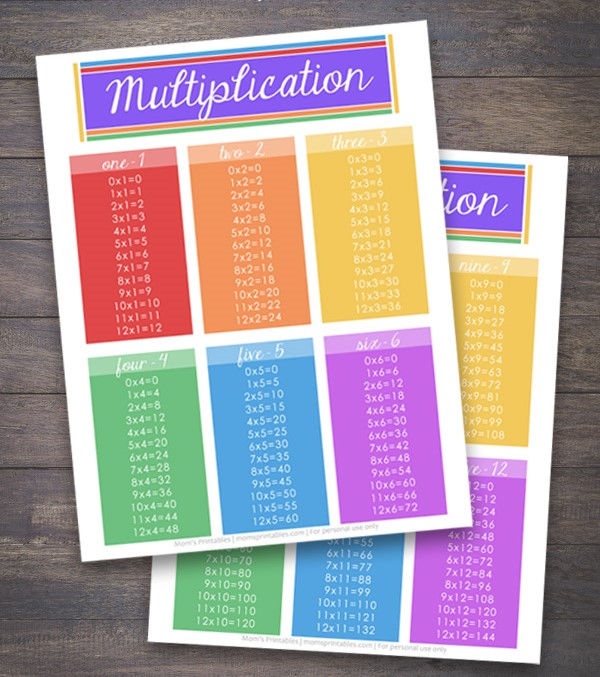 Multiplication
one - 1
0x1=0
1x1=1
2x1=2
3x1=3
4x1=4
5x1=5
6x1=6
7x1=7
8x1=8
9x1=9
10x1=10
11x1=11
12x1=12
two - 2
0x2=0
1x2=2
2x2=4
3x2=6
4x2=8
5x2=10
6x2=12
7x2=14
8x2=16
9x2=18
10x2=20
11x2=22
12x2=24
three - 3
0x3=0
1x3=3
2x3=6
3x3=9
4x3=12
5x3=15
6x3=18
7x3=21
8x3=24
9x3=27
10x3=30
11x3=33
12x3=36
four - 4
0x4=0
1x4=4
2x4=8
3x4=12
4x4=16
5x4=20
6x4=24
7x4=28
8x4=32
9x4=36
10x4=40
11x4=44
12x4=48
five - 5
0x5=0
1x5=5
2x5=10
3x5=15
4x5=20
5x5=25
6x5=30
7x5=35
8x5=40
9x5=45
10x5=50
11x5=55
12x5=60
six - 6
0x6=0
1x6=6
2x6=12
3x6=18
4x6=24
5x6=30
6x6=36
7x6=42
8x6=48
9x6=54
10x6=60
11x6=66
12x6=72
Mom's Printables | momsprintables.com | For personal use only
tion
nine - 9
0x9=0
1x9=9
2x9=18
3x9=27
4x9=36
5x9=45
6x9=54
7x9=63
8x9=72
9x9=81
0x9=90
1x9=99
x9=108
8x10=80
9x10=90
10x10=100
11x10=110
12x10=120
6x11=66
7x11=77
8x11=88
9x11=99
10x11=110
11x11=121
12x11=132
ve - 12
x12=0
x12=12
2x12=24
3x12=36
4x12=48
5x12=60
6x12=72
7x12=84
8x12=96
9x12=108
10x12=120
11x12=132
12x12=144
Mom's Printables | momsprintables.com | For personal use only